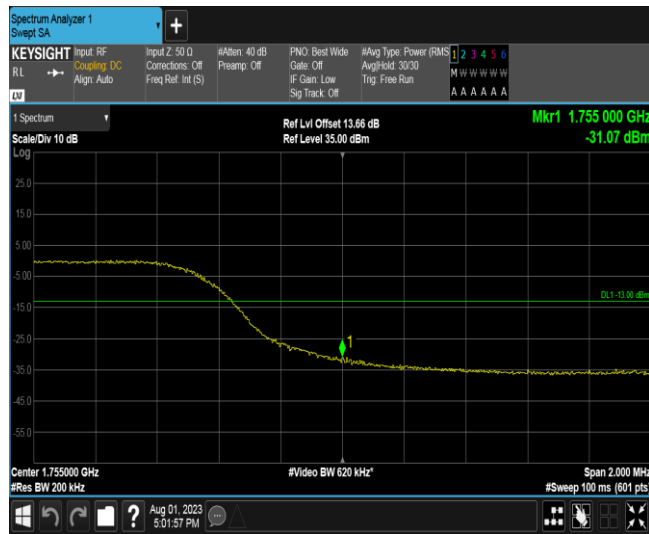 Spectrum Analyzer 1
Swept SA
+
KEYSIGHT
RL
LXI
Input: RF
Coupling: DC
Align: Auto
Input Z: 50 Ω
Corrections: Off
Freq Ref: Int (S)
#Atten: 40 dB
Preamp: Off
PNO: Best Wide
Gate: Off
IF Gain: Low
Sig Track: Off
#Avg Type: Power (RMS
Avg|Hold: 30/30
Trig: Free Run
1 2 3 4 5 6
M W W W W W
A A A A A A
1 Spectrum
Scale/Div 10 dB
Log
Ref Lvl Offset 13.66 dB
Ref Level 35.00 dBm
Mkr1 1.755 000 GHz
-31.07 dBm
25.0
15.0
5.00
-5.00
DL1 -13.00 dBm
-15.0
-25.0
1
-35.0
-45.0
-55.0
Center 1.755000 GHz
#Video BW 620 kHz*
Span 2.000 MHz
#Res BW 200 kHz
#Sweep 100 ms (601 pts
?
Aug 01, 2023
5:01:57 PM